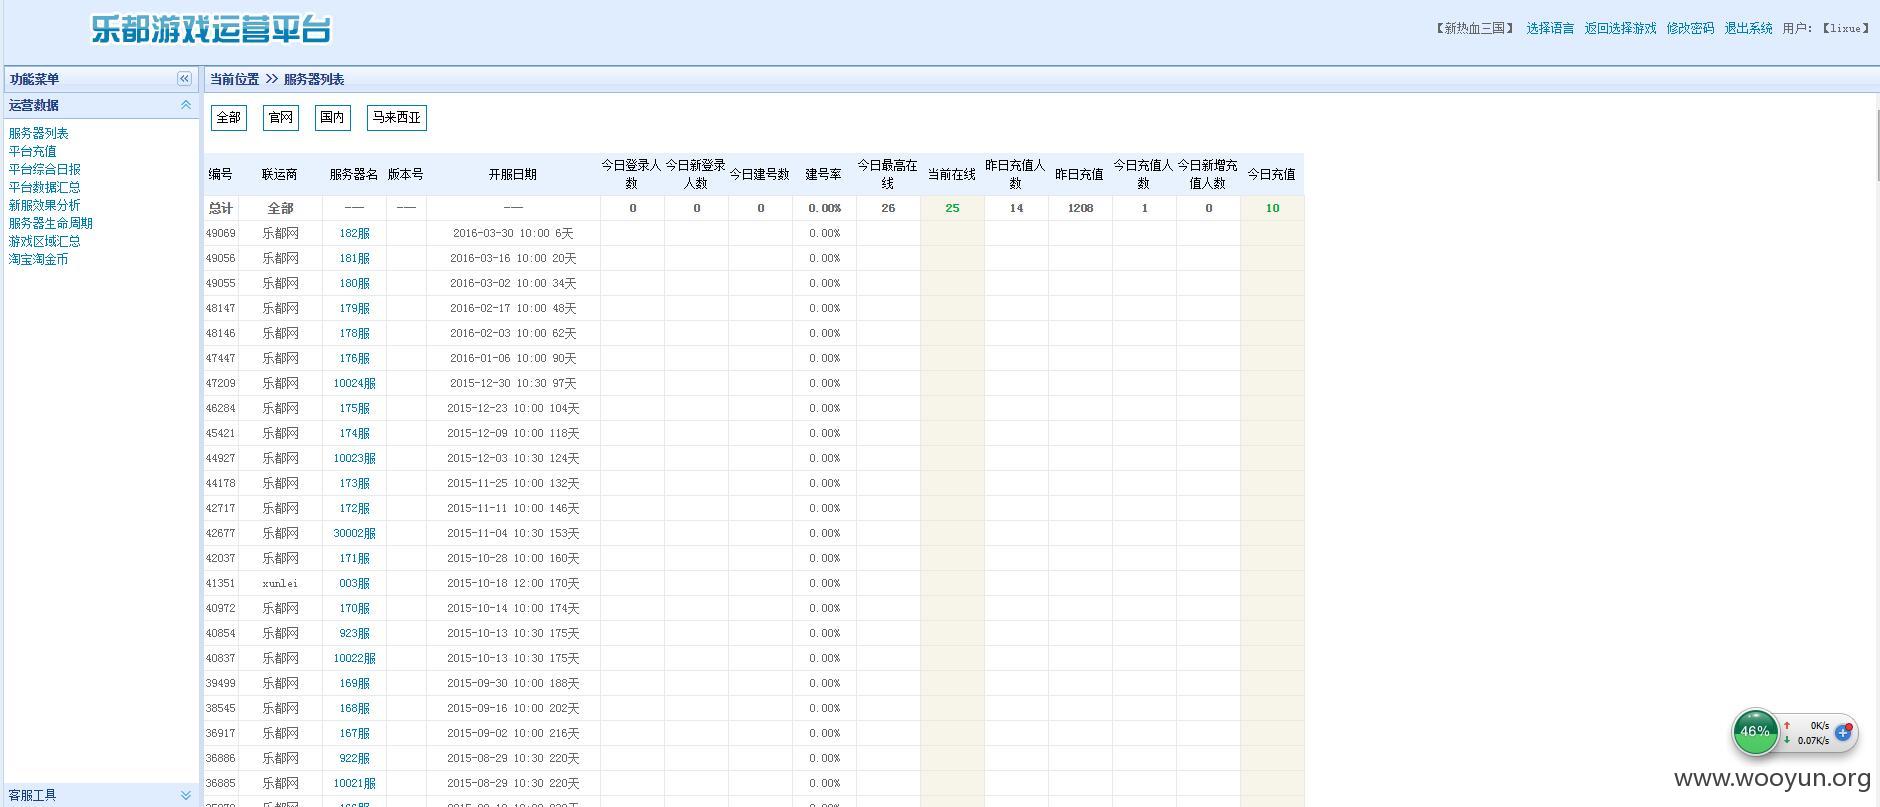 乐都游戏运营平台
【新热血三国】 选择语言 返回选择游戏 修改密码 退出系统 用户: 【lixue】
功能菜单
当前位置 >> 服务器列表
运营数据
服务器列表
平台充值
平台综合日报
平台数据汇总
新服效果分析
服务器生命周期
游戏区域汇总
淘宝淘金币
客服工具
全部 官网 国内 马来西亚
编号 联运商 服务器名 版本号 开服日期 今日登录人数 今日新登录人数 今日建号数 建号率 今日最高在线 当前在线 昨日充值人数 昨日充值 今日充值人数 今日新增充值人数 今日充值
总计 全部 --- --- --- 0 0 0 0.00% 26 25 14 1208 1 0 10
49069 乐都网 182服 2016-03-30 10:00 6天 0.00%
49056 乐都网 181服 2016-03-16 10:00 20天 0.00%
49055 乐都网 180服 2016-03-02 10:00 34天 0.00%
48147 乐都网 179服 2016-02-17 10:00 48天 0.00%
48146 乐都网 178服 2016-02-03 10:00 62天 0.00%
47447 乐都网 176服 2016-01-06 10:00 90天 0.00%
47209 乐都网 10024服 2015-12-30 10:30 97天 0.00%
46284 乐都网 175服 2015-12-23 10:00 104天 0.00%
45421 乐都网 174服 2015-12-09 10:00 118天 0.00%
44927 乐都网 10023服 2015-12-03 10:30 124天 0.00%
44178 乐都网 173服 2015-11-25 10:00 132天 0.00%
42717 乐都网 172服 2015-11-11 10:00 146天 0.00%
42677 乐都网 30002服 2015-11-04 10:30 153天 0.00%
42037 乐都网 171服 2015-10-28 10:00 160天 0.00%
41351 xunlei 003服 2015-10-18 12:00 170天 0.00%
40972 乐都网 170服 2015-10-14 10:00 174天 0.00%
40854 乐都网 923服 2015-10-13 10:30 175天 0.00%
40837 乐都网 10022服 2015-10-13 10:30 175天 0.00%
39499 乐都网 169服 2015-09-30 10:00 188天 0.00%
38545 乐都网 168服 2015-09-16 10:00 202天 0.00%
36917 乐都网 167服 2015-09-02 10:00 216天 0.00%
36886 乐都网 922服 2015-08-29 10:30 220天 0.00%
36885 乐都网 10021服 2015-08-29 10:30 220天 0.00%
46% 0K/s
0.07K/s
www.wooyun.org